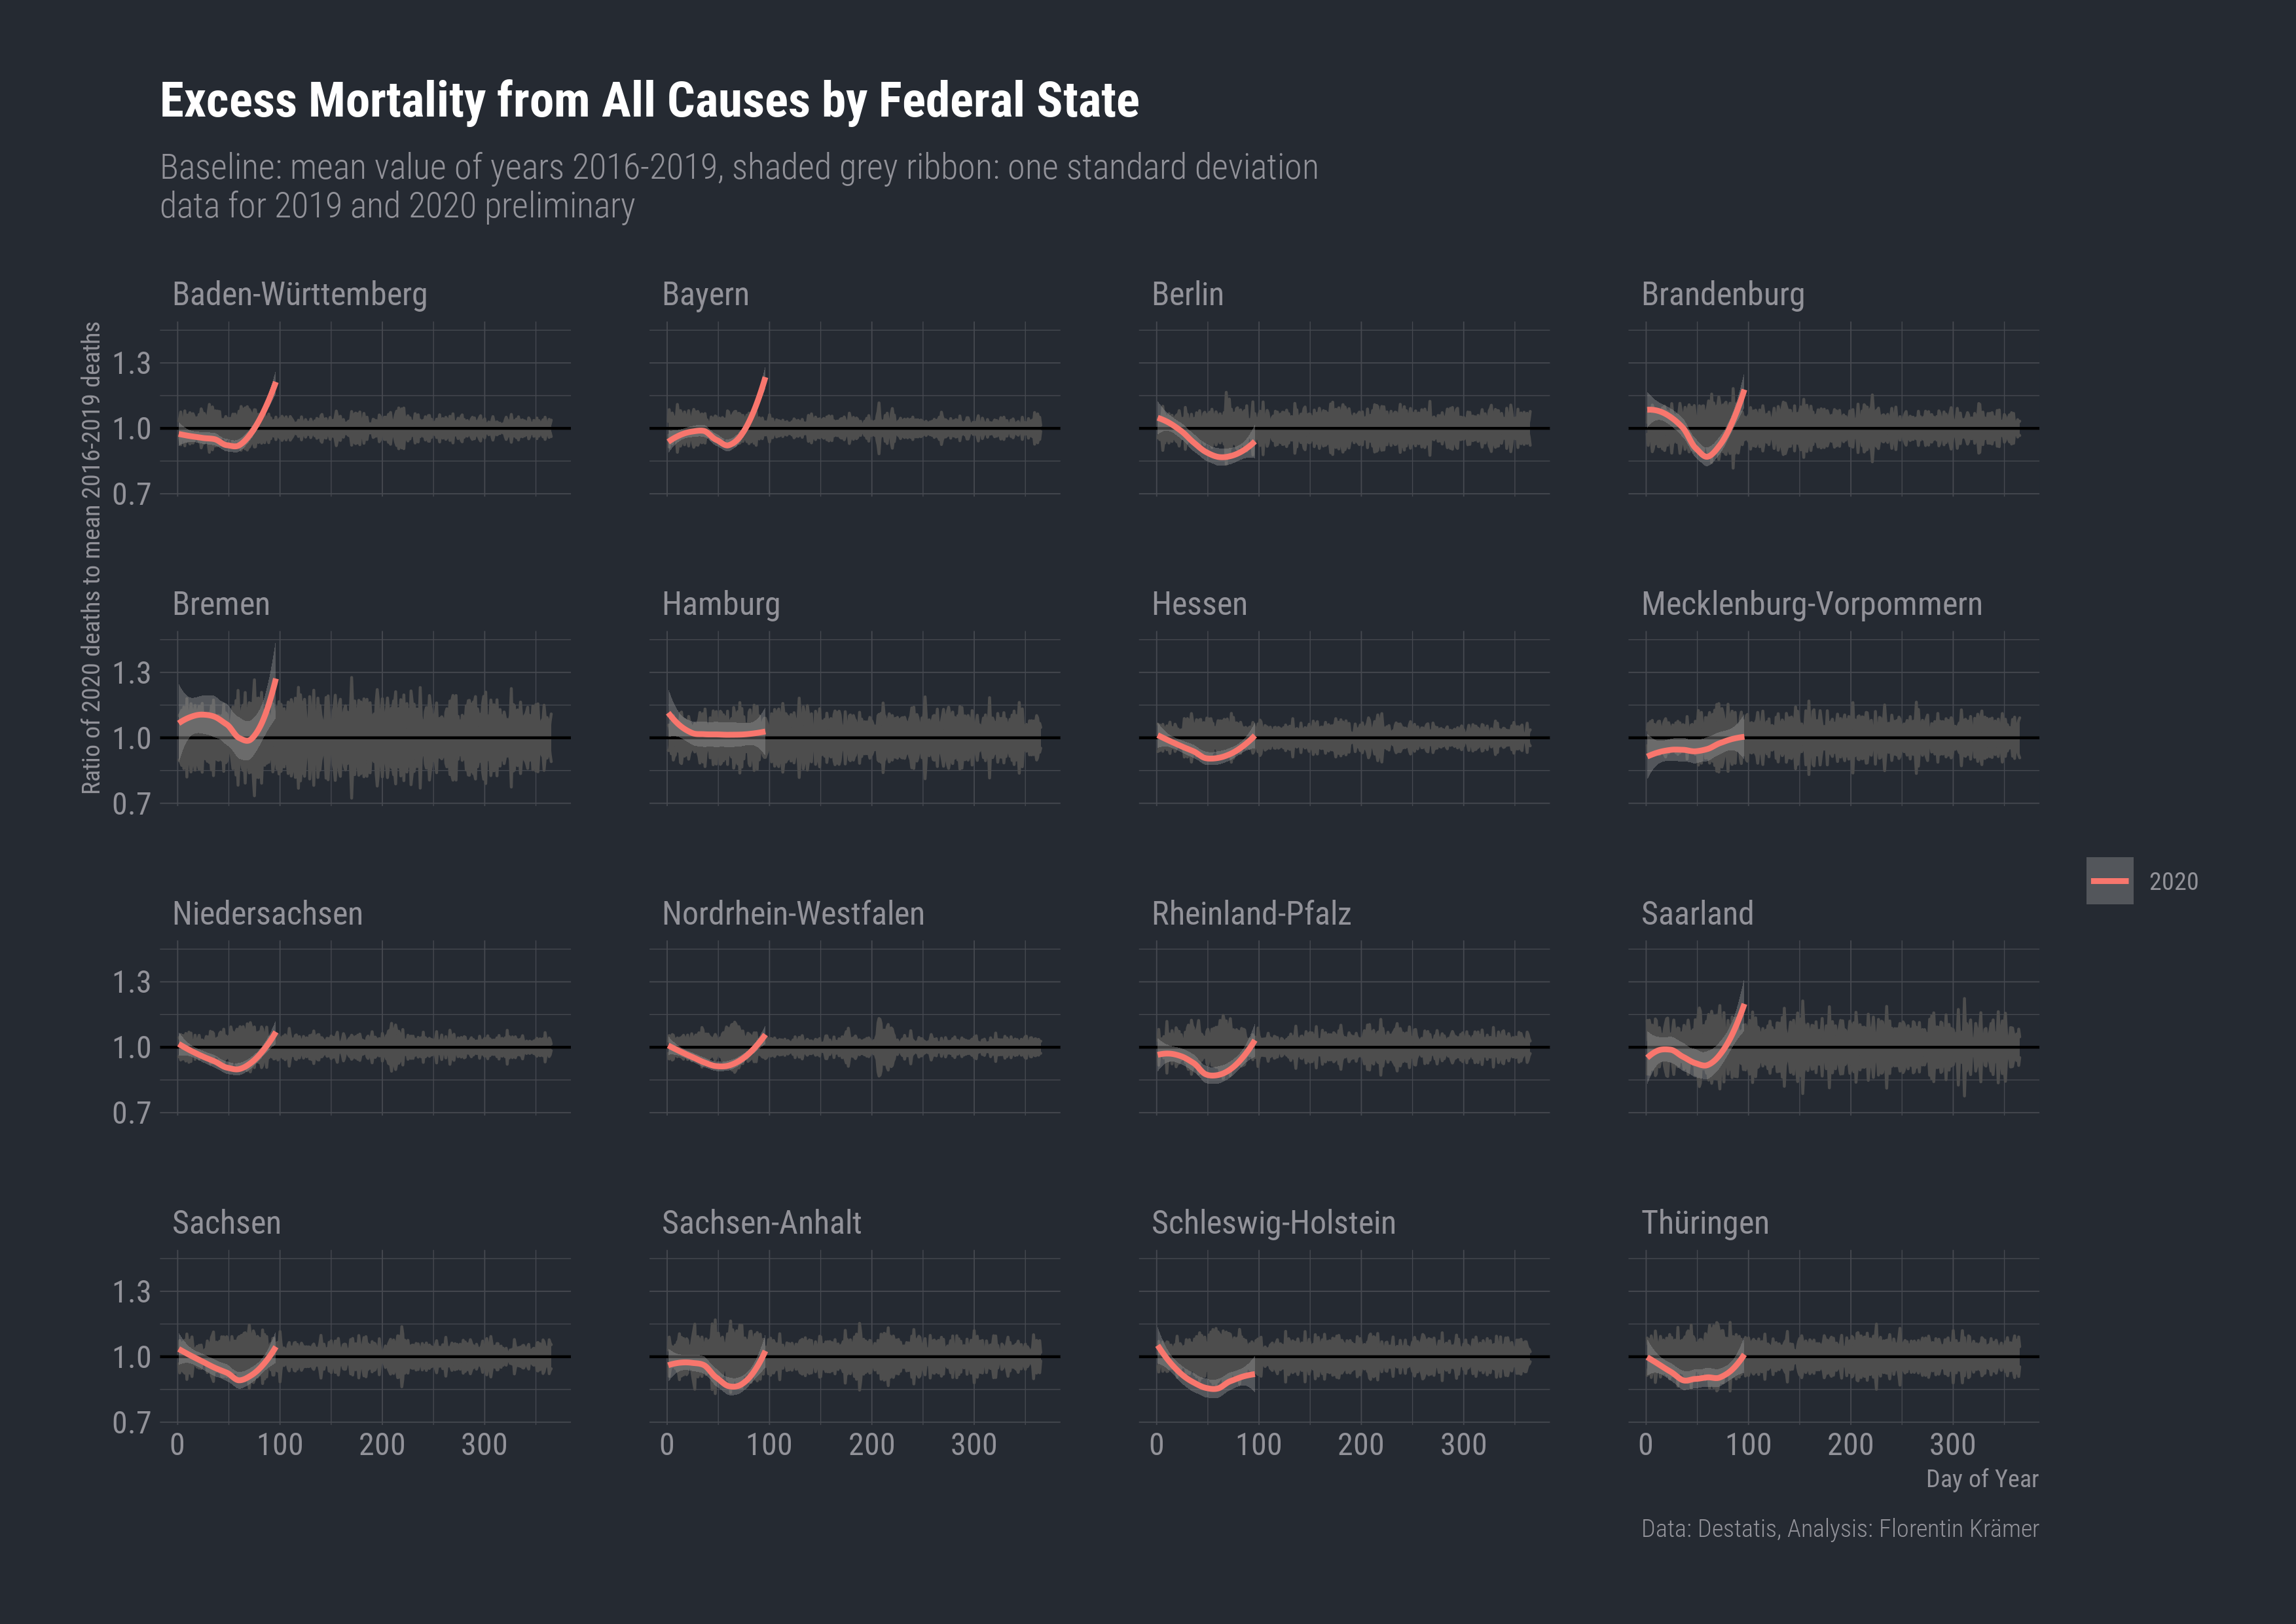 Excess Mortality from All Causes by Federal State
Baseline: mean value of years 2016-2019, shaded grey ribbon: one standard deviation
data for 2019 and 2020 preliminary
Ratio of 2020 deaths to mean 2016-2019 deaths
Baden-Württemberg
Bayern
Berlin
Brandenburg
1.3
1.0
0.7
Bremen
Hamburg
Hessen
Mecklenburg-Vorpommern
1.3
1.0
0.7
2020
Niedersachsen
Nordrhein-Westfalen
Rheinland-Pfalz
Saarland
1.3
1.0
0.7
Sachsen
Sachsen-Anhalt
Schleswig-Holstein
Thüringen
1.3
1.0
0.7
0 100 200 300
0 100 200 300
0 100 200 300
0 100 200 300
Day of Year
Data: Destatis, Analysis: Florentin Krämer